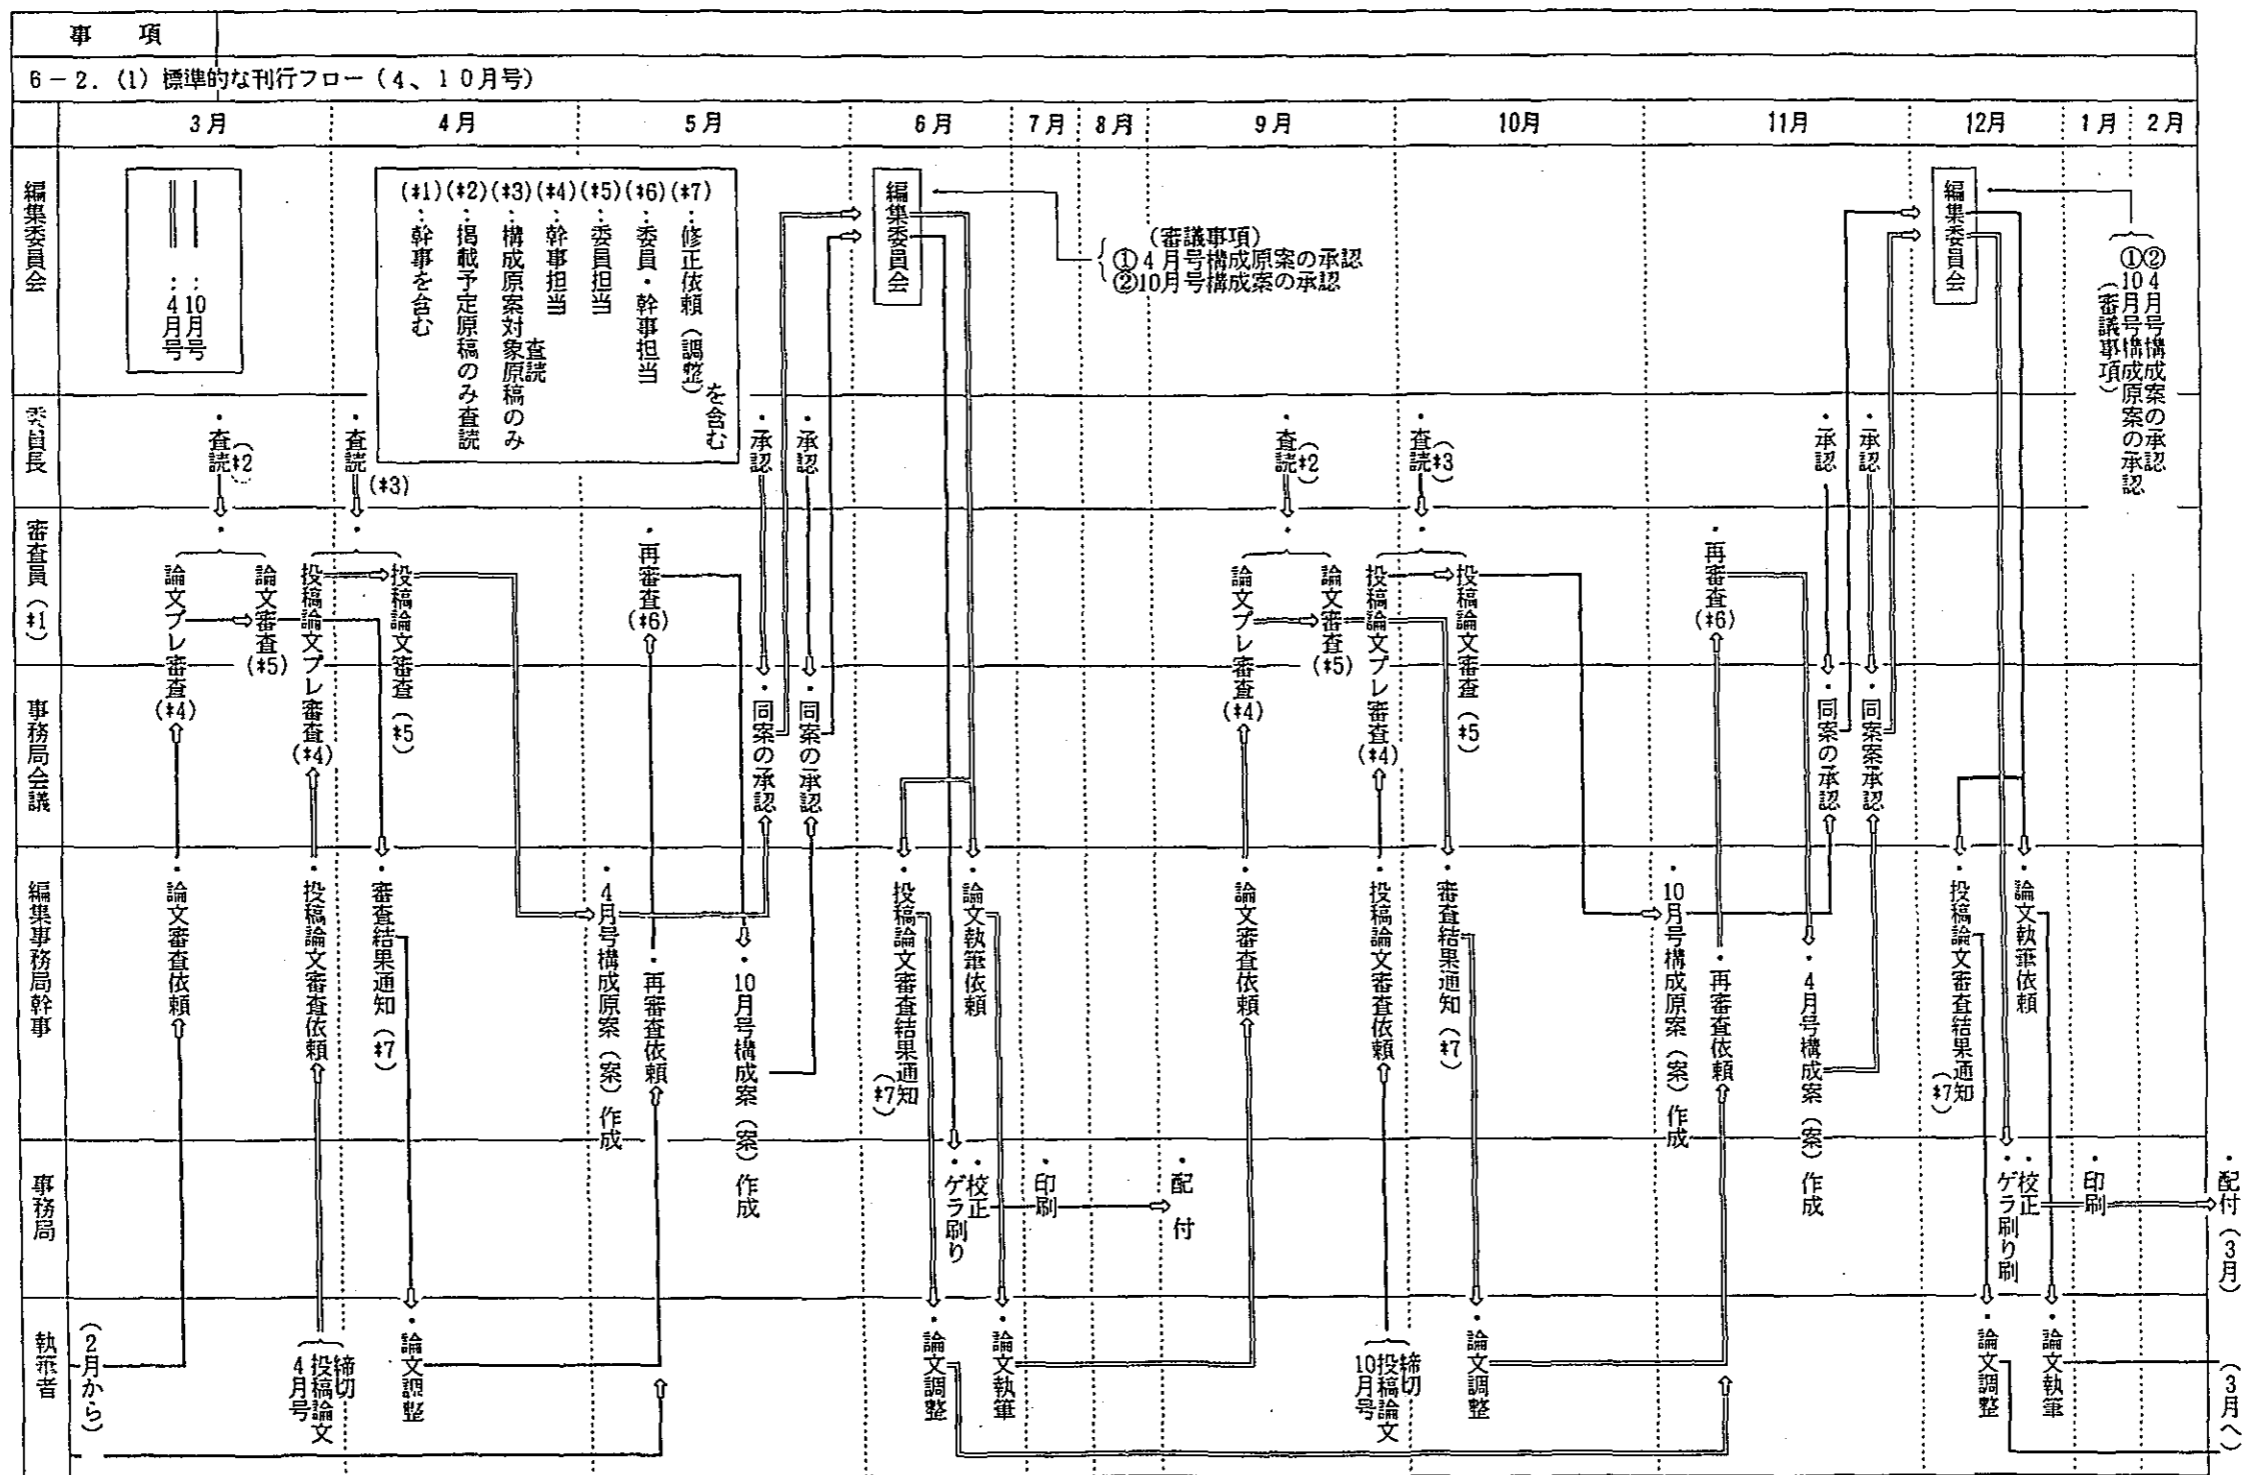 事項
6－2．(1) 標準的な刊行フロー（4、10月号）
3月 4月 5月 6月 7月 8月 9月 10月 11月 12月 1月 2月
編集委員会
：10月号
：4月号
(*1)・幹事を含む
(*2)・掲載予定原稿のみ査読
(*3)・構成原案対象原稿のみ査読
(*4)・幹事担当
(*5)・委員担当
(*6)・委員・幹事担当
(*7)・修正依頼（調整）を含む
編集委員会
（審議事項）
①4月号構成原案の承認
②10月号構成案の承認
編集委員会
（審議事項）
①10月号構成原案の承認
②4月号構成案の承認
委員長
・査読(*2)
・査読(*3)
・承認
・承認
・査読(*2)
・査読(*3)
・承認
・承認
審査員（*1）
・論文プレ審査(*4)
論文審査(*5)
・投稿論文プレ審査(*4)
投稿論文審査（*5）
・再審査(*6)
・論文プレ審査(*4)
論文審査(*5)
・投稿論文プレ審査(*4)
投稿論文審査（*5）
・再審査(*6)
事務局会議
・同案の承認
・同案の承認
・同案の承認
・同案案承認
編集事務局幹事
・論文審査依頼
・投稿論文審査依頼
・審査結果通知（*7）
・4月号構成原案（案）作成
・再審査依頼
・10月号構成案（案）作成
・投稿論文審査結果通知（*7）
・論文執筆依頼
・論文審査依頼
・投稿論文審査依頼
・審査結果通知（*7）
・10月号構成原案（案）作成
・再審査依頼
・4月号構成案（案）作成
・投稿論文審査結果通知（*7）
・論文執筆依頼
事務局
・ゲラ刷り
・校正
・印刷
・配付
・ゲラ刷り刷
・校正
・印刷
・配付（3月）
執筆者
（2月から）
4月号
投稿論文
締切
・論文調整
・論文調整
・論文執筆
10月号
投稿論文
締切
・論文調整
・論文調整
・論文執筆
（3月へ）